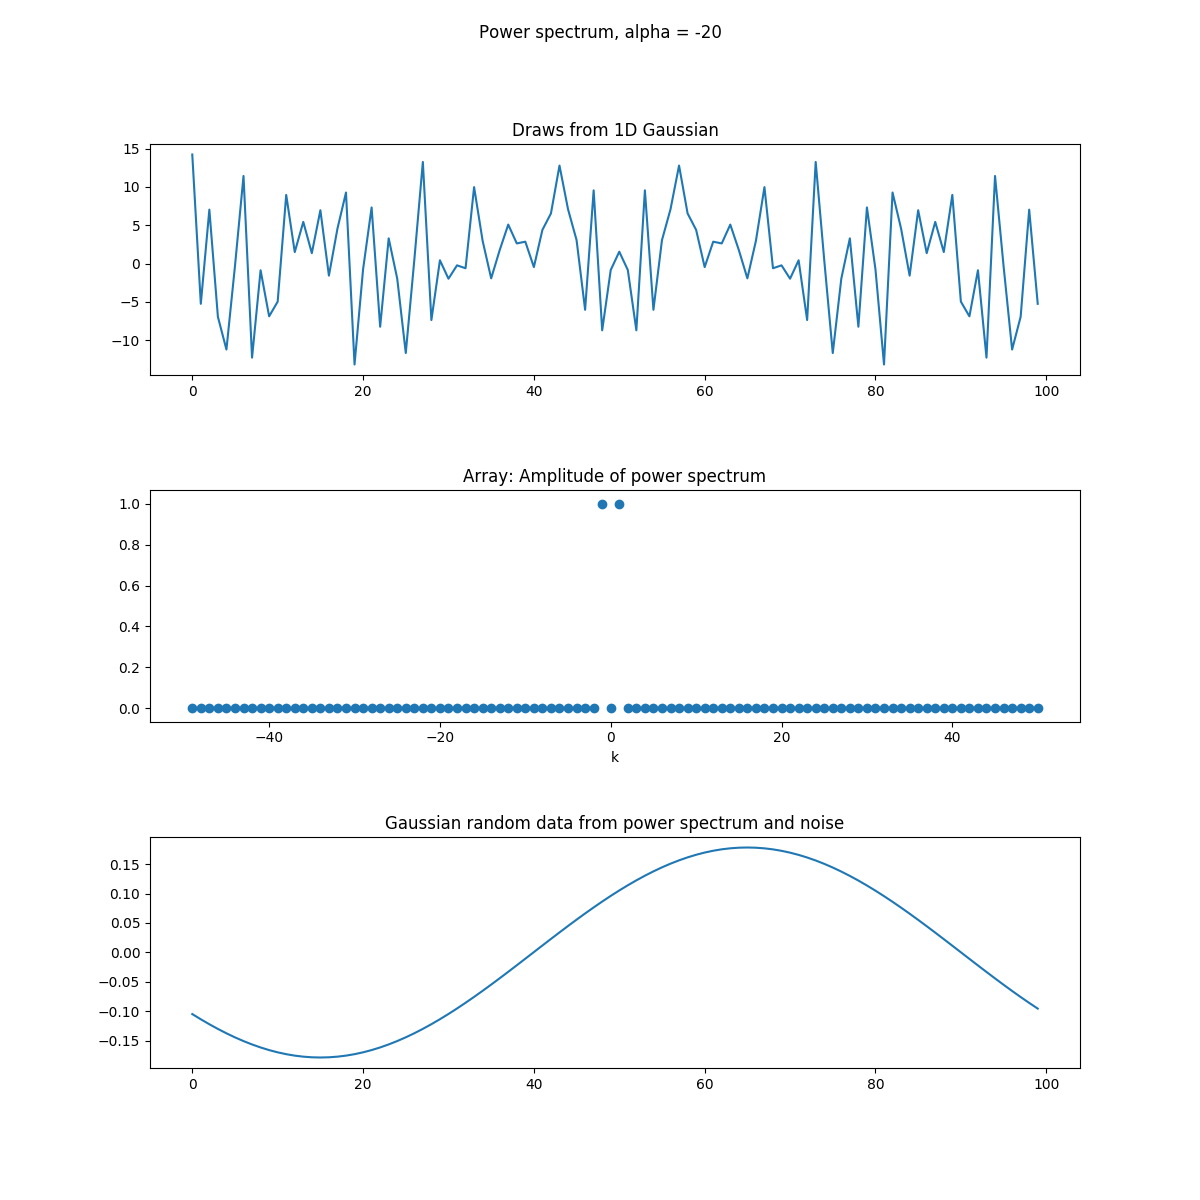 Power spectrum, alpha = -20
Draws from 1D Gaussian
15
10
5
0
−5
−10
0 20 40 60 80 100
Array: Amplitude of power spectrum
1.0
0.8
0.6
0.4
0.2
0.0
−40 −20 0 20 40
k
Gaussian random data from power spectrum and noise
0.15
0.10
0.05
0.00
−0.05
−0.10
−0.15
0 20 40 60 80 100